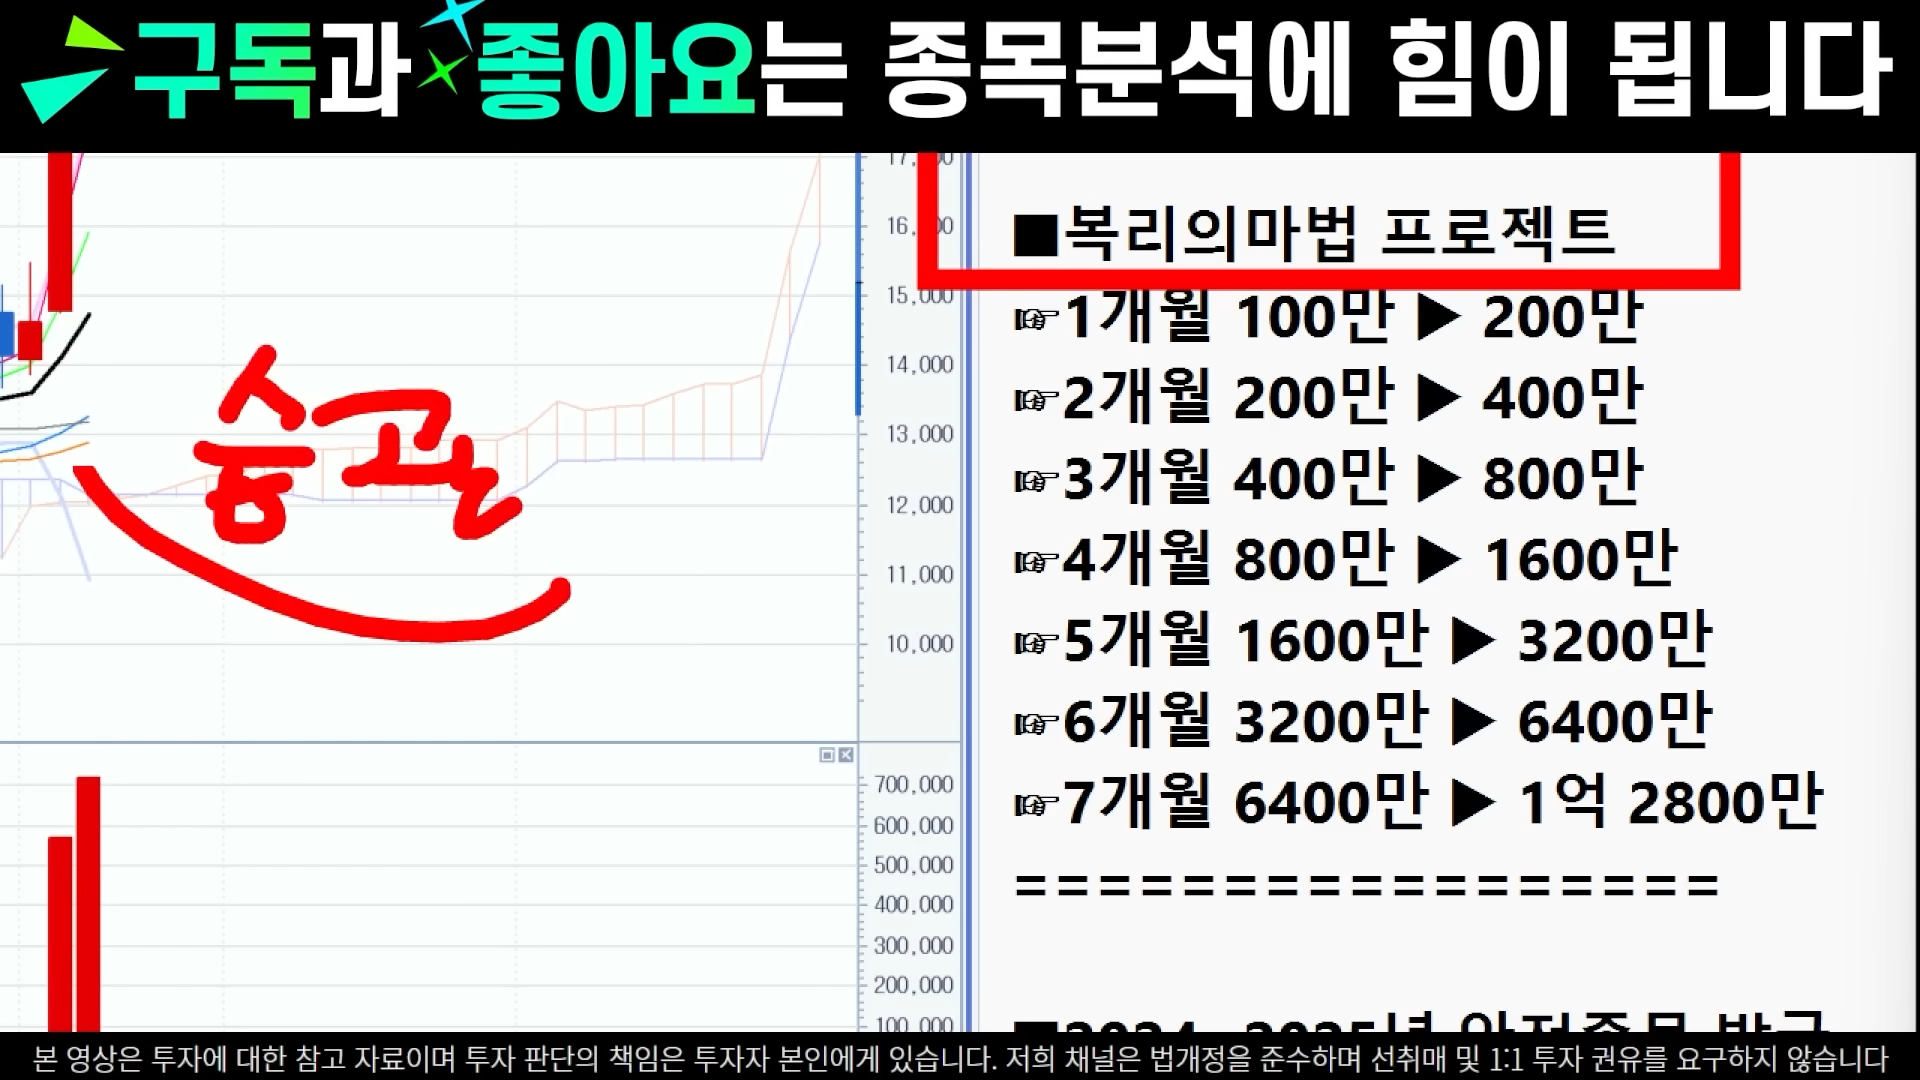 구독과 좋아요는 종목분석에 힘이 됩니다
■복리의마법 프로젝트
☞1개월 100만 ▶ 200만
☞2개월 200만 ▶ 400만
☞3개월 400만 ▶ 800만
☞4개월 800만 ▶ 1600만
☞5개월 1600만 ▶ 3200만
☞6개월 3200만 ▶ 6400만
☞7개월 6400만 ▶ 1억 2800만
=================
16,000
15,000
14,000
13,000
12,000
11,000
10,000
700,000
600,000
500,000
400,000
300,000
200,000
100,000
본 영상은 투자에 대한 참고 자료이며 투자 판단의 책임은 투자자 본인에게 있습니다. 저희 채널은 법개정을 준수하며 선취매 및 1:1 투자 권유를 요구하지 않습니다